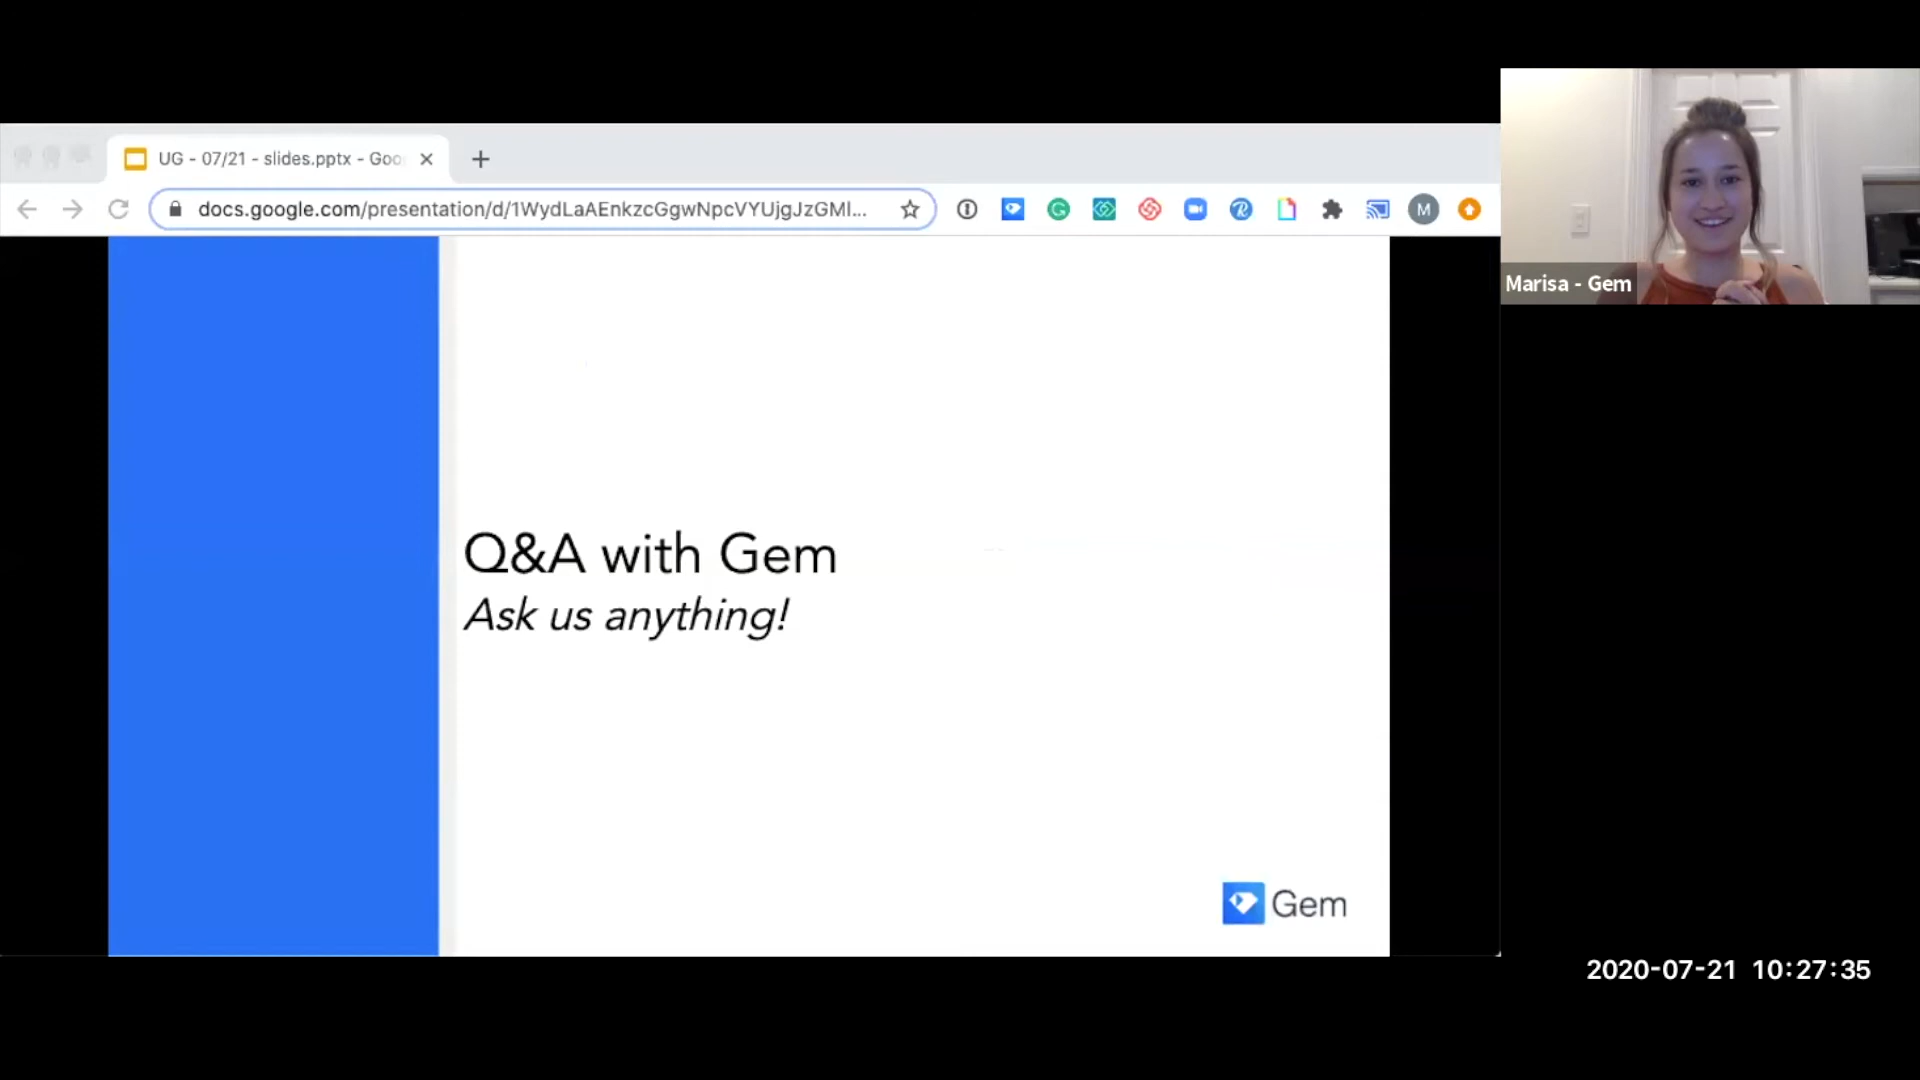 UG - 07/21 - slides.pptx - Goo
docs.google.com/presentation/d/1WydLaAEnkzcGgwNpcVYUjgJzGMl...
M
Marisa - Gem
Q&A with Gem
Ask us anything!
Gem
2020-07-21 10:27:35